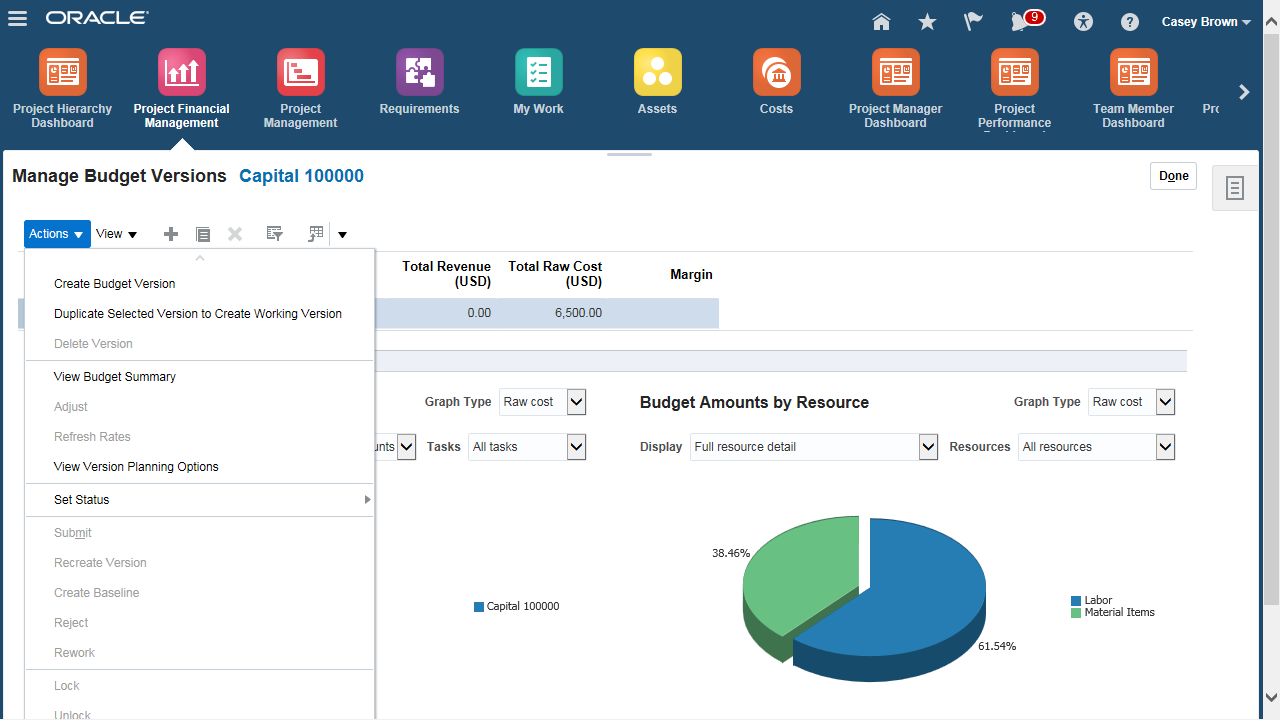 ORACLE
9
Casey Brown
Project Hierarchy
Dashboard
Project Financial
Management
Project
Management
Requirements
My Work
Assets
Costs
Project Manager
Dashboard
Project
Performance
Team Member
Dashboard
Manage Budget Versions Capital 100000
Done
Actions
View
Create Budget Version
Duplicate Selected Version to Create Working Version
Delete Version
View Budget Summary
Adjust
Refresh Rates
View Version Planning Options
Set Status
Submit
Recreate Version
Create Baseline
Reject
Rework
Lock
Unlock
Total Revenue
(USD)
Total Raw Cost
(USD)
Margin
0.00
6,500.00
Graph Type Raw cost
Tasks All tasks
Capital 100000
Budget Amounts by Resource
Graph Type Raw cost
Display Full resource detail
Resources All resources
38.46%
61.54%
Labor
Material Items